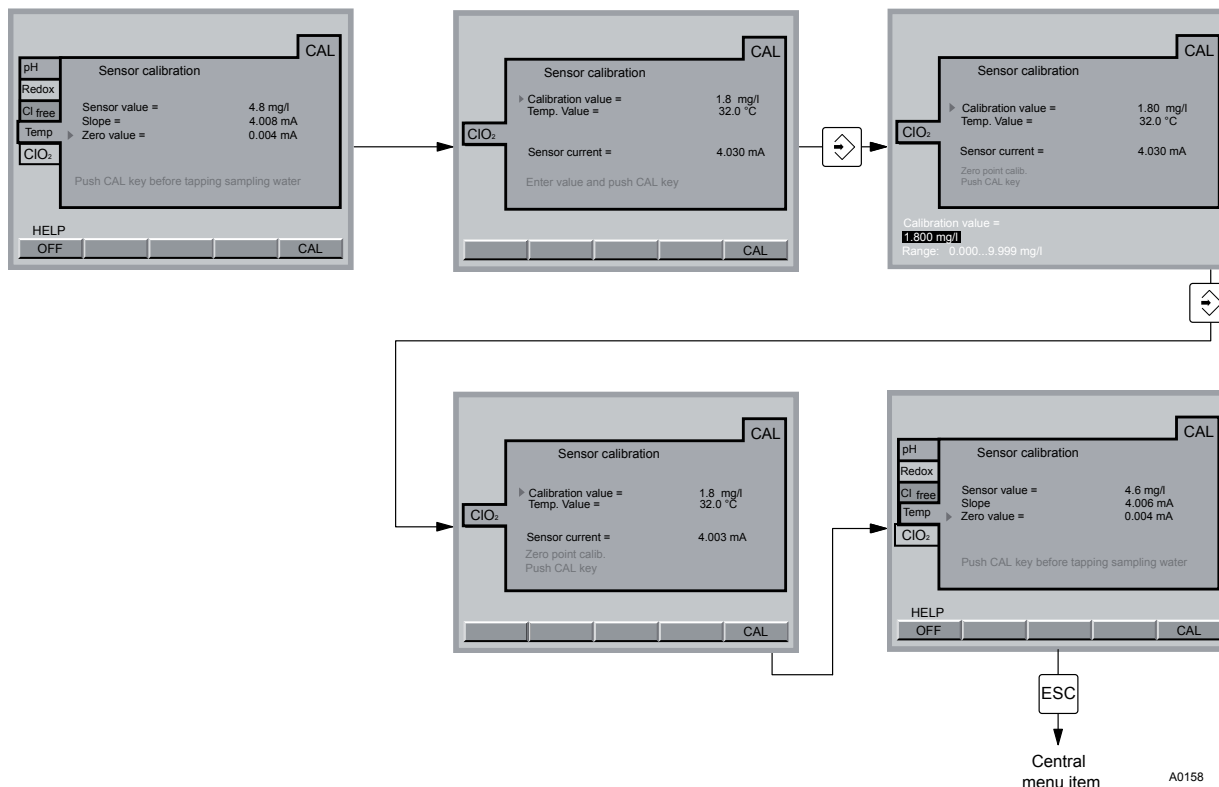 CAL
pH
Redox
Cl free
Temp
ClO₂
Sensor calibration
Sensor value = 4.8 mg/l
Slope = 4.008 mA
Zero value = 0.004 mA
Push CAL key before tapping sampling water
HELP
OFF CAL
CAL
ClO₂
Sensor calibration
Calibration value = 1.8 mg/l
Temp. Value = 32.0 °C
Sensor current = 4.030 mA
Enter value and push CAL key
CAL
CAL
ClO₂
Sensor calibration
Calibration value = 1.80 mg/l
Temp. Value = 32.0 °C
Sensor current = 4.030 mA
Zero point calib.
Push CAL key
Calibration value =
1.800 mg/l
Range: 0.000...9.999 mg/l
CAL
ClO₂
Sensor calibration
Calibration value = 1.8 mg/l
Temp. Value = 32.0 °C
Sensor current = 4.003 mA
Zero point calib.
Push CAL key
CAL
CAL
pH
Redox
Cl free
Temp
ClO₂
Sensor calibration
Sensor value = 4.6 mg/l
Slope 4.006 mA
Zero value = 0.004 mA
Push CAL key before tapping sampling water
HELP
OFF CAL
ESC
Central
menu item
A0158